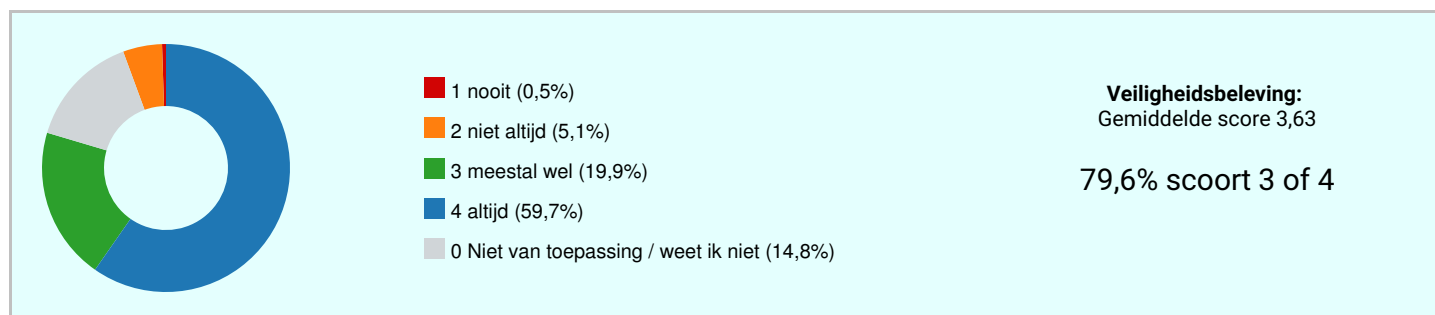 1 nooit (0,5%)
2 niet altijd (5,1%)
3 meestal wel (19,9%)
4 altijd (59,7%)
0 Niet van toepassing / weet ik niet (14,8%)
Veiligheidsbeleving:
Gemiddelde score 3,63
79,6% scoort 3 of 4